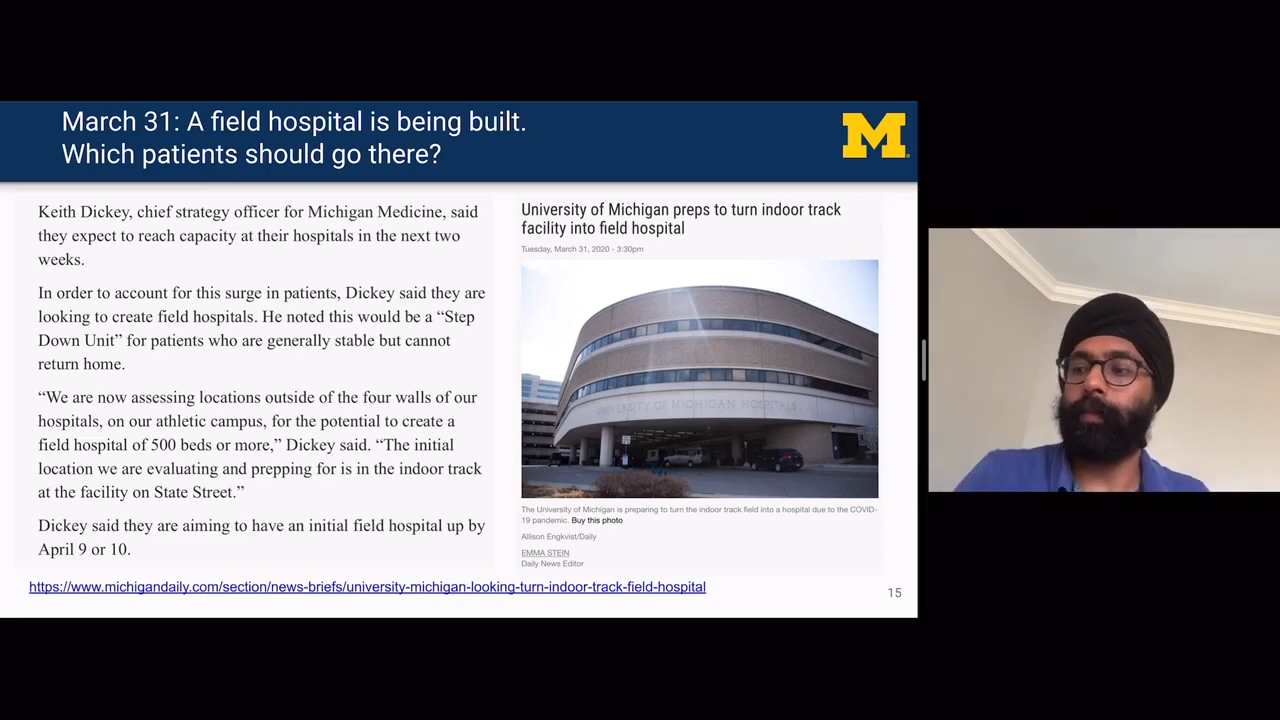 March 31: A field hospital is being built.
Which patients should go there?
M
Keith Dickey, chief strategy officer for Michigan Medicine, said
they expect to reach capacity at their hospitals in the next two
weeks.
In order to account for this surge in patients, Dickey said they are
looking to create field hospitals. He noted this would be a “Step
Down Unit” for patients who are generally stable but cannot
return home.
“We are now assessing locations outside of the four walls of our
hospitals, on our athletic campus, for the potential to create a
field hospital of 500 beds or more,” Dickey said. “The initial
location we are evaluating and prepping for is in the indoor track
at the facility on State Street.”
Dickey said they are aiming to have an initial field hospital up by
April 9 or 10.
University of Michigan preps to turn indoor track
facility into field hospital
Tuesday, March 31, 2020 - 3:30pm
UNIVERSITY OF MICHIGAN HOSPITALS
The University of Michigan is preparing to turn the indoor track field into a hospital due to the COVID-
19 pandemic. Buy this photo
Allison Engkvist/Daily
EMMA STEIN
Daily News Editor
https://www.michigandaily.com/section/news-briefs/university-michigan-looking-turn-indoor-track-field-hospital
15